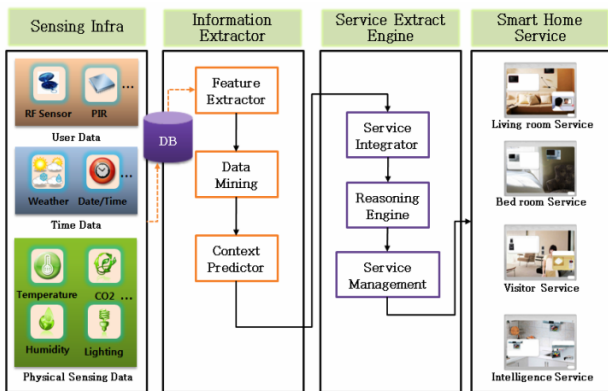 Sensing Infra
Information
Extractor
Service Extract
Engine
Smart Home
Service
RF Sensor
PIR
...
User Data
Weather
Date/Time
...
Time Data
Temperature
CO2
...
Humidity
Lighting
Physical Sensing Data
DB
Feature
Extractor
Data
Mining
Context
Predictor
Service
Integrator
Reasoning
Engine
Service
Management
Living room Service
Bed room Service
Visitor Service
Intelligence Service